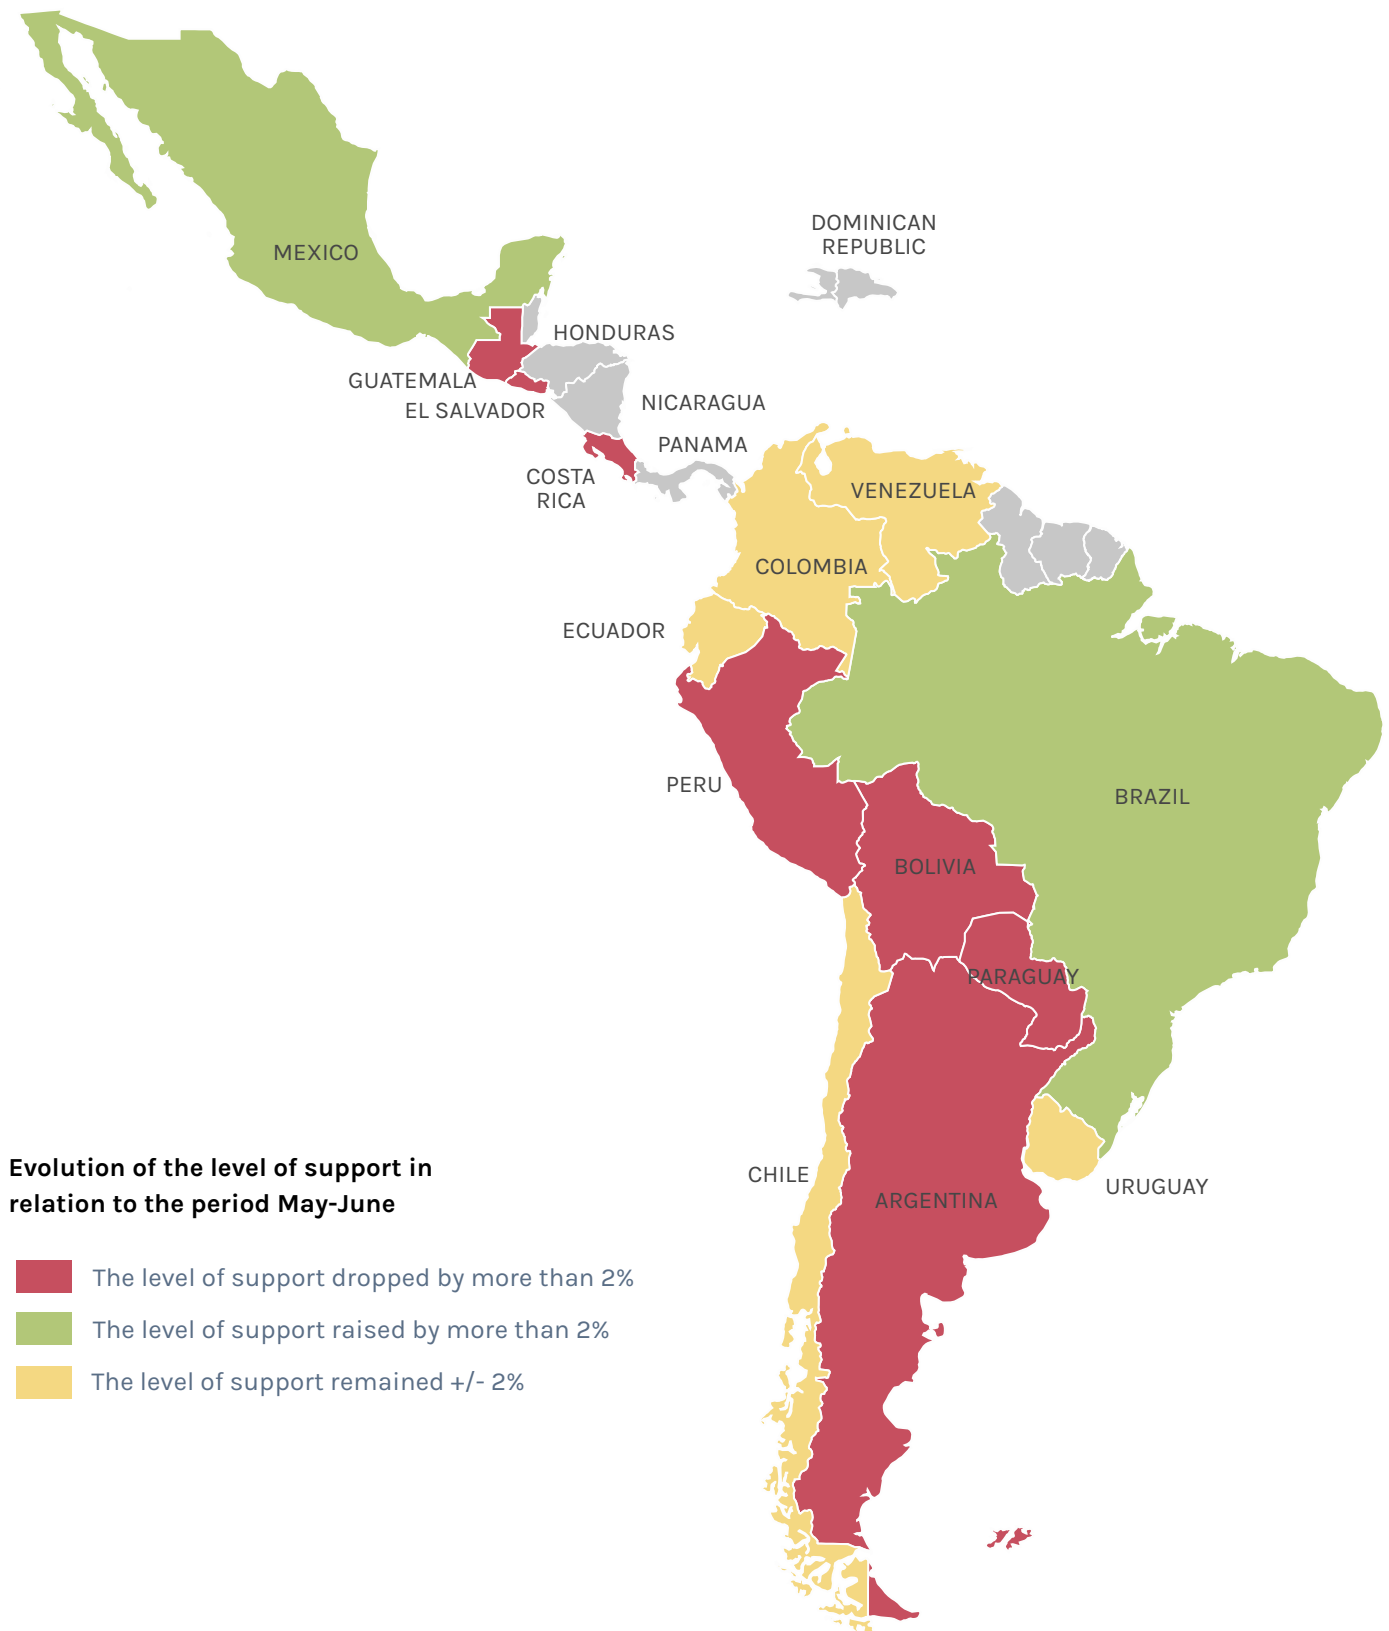 DOMINICAN
REPUBLIC
MEXICO
HONDURAS
GUATEMALA
EL SALVADOR
NICARAGUA
PANAMA
COSTA
RICA
VENEZUELA
COLOMBIA
ECUADOR
PERU
BRAZIL
BOLIVIA
PARAGUAY
CHILE
URUGUAY
ARGENTINA
Evolution of the level of support in
relation to the period May-June
The level of support dropped by more than 2%
The level of support raised by more than 2%
The level of support remained +/- 2%